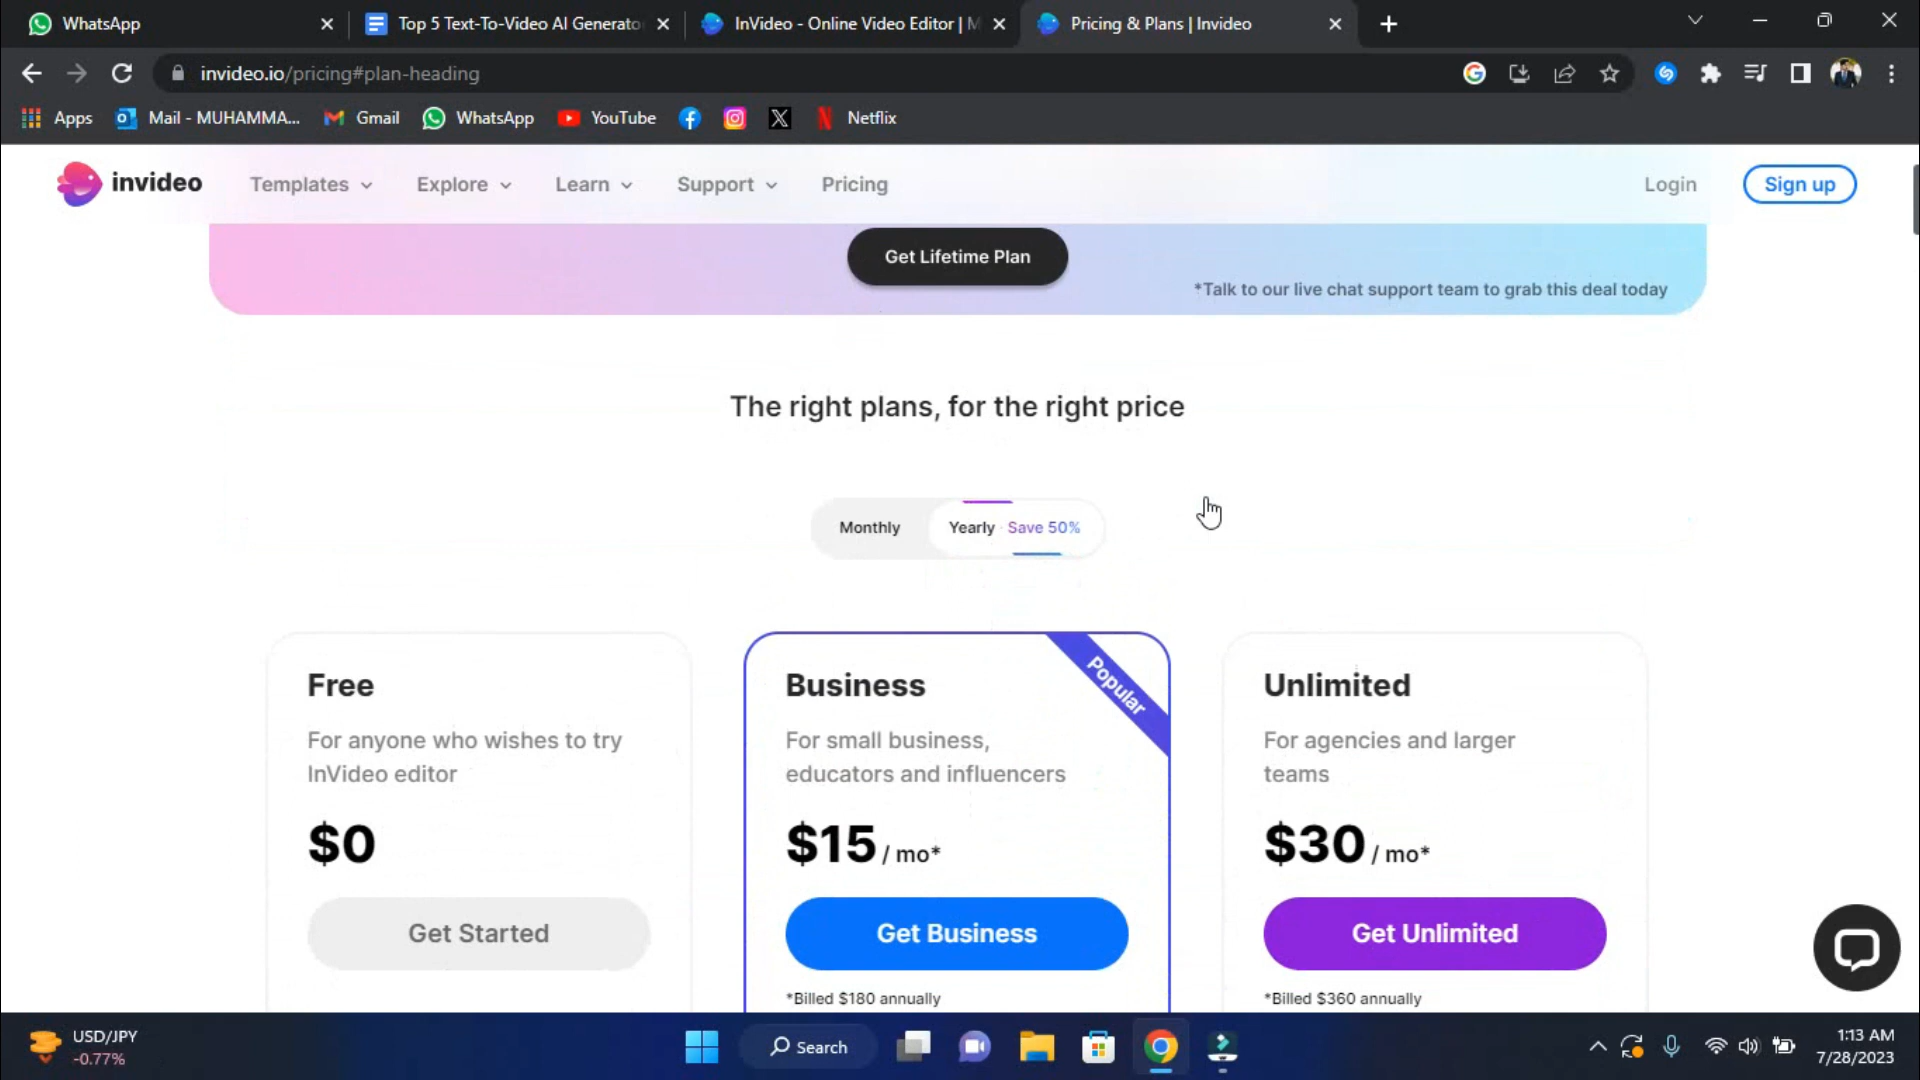 WhatsApp
Top 5 Text-To-Video AI Generato
InVideo - Online Video Editor | M
Pricing & Plans | Invideo
invideo.io/pricing#plan-heading
Apps
Mail - MUHAMMA...
Gmail
WhatsApp
YouTube
Netflix
invideo
Templates
Explore
Learn
Support
Pricing
Login
Sign up
Get Lifetime Plan
*Talk to our live chat support team to grab this deal today
The right plans, for the right price
Monthly
Yearly · Save 50%
Free
For anyone who wishes to try
InVideo editor
$0
Get Started
Popular
Business
For small business,
educators and influencers
$15 / mo*
Get Business
*Billed $180 annually
Unlimited
For agencies and larger
teams
$30 / mo*
Get Unlimited
*Billed $360 annually
USD/JPY
-0.77%
Search
1:13 AM
7/28/2023